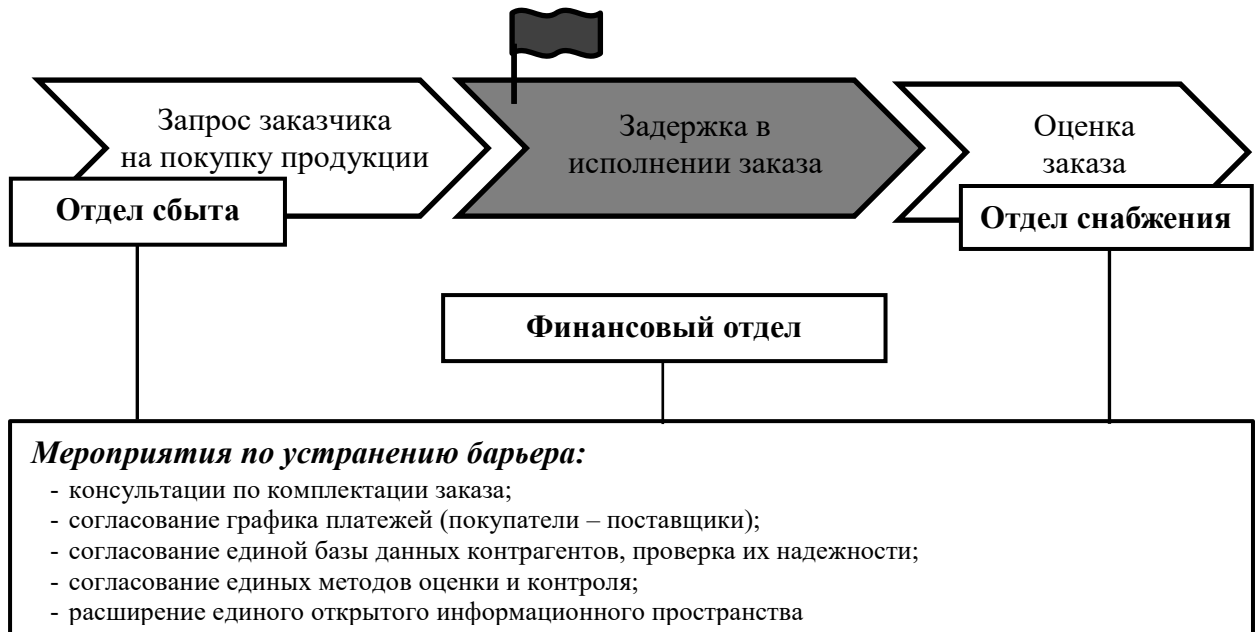 Запрос заказчика
на покупку продукции
Задержка в
исполнении заказа
Оценка
заказа
Отдел сбыта
Отдел снабжения
Финансовый отдел
Мероприятия по устранению барьера:
- консультации по комплектации заказа;
- согласование графика платежей (покупатели – поставщики);
- согласование единой базы данных контрагентов, проверка их надежности;
- согласование единых методов оценки и контроля;
- расширение единого открытого информационного пространства